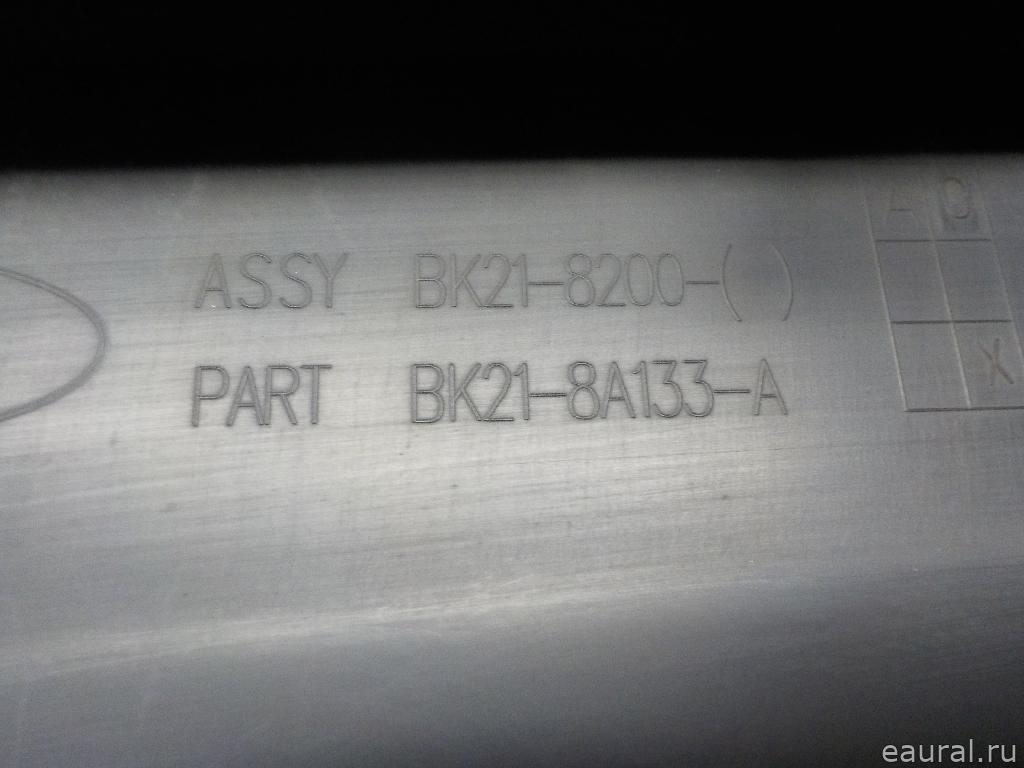 A C
ASSY BK21-8200-( )
X
PART BK21-8A133-A
eaural.ru